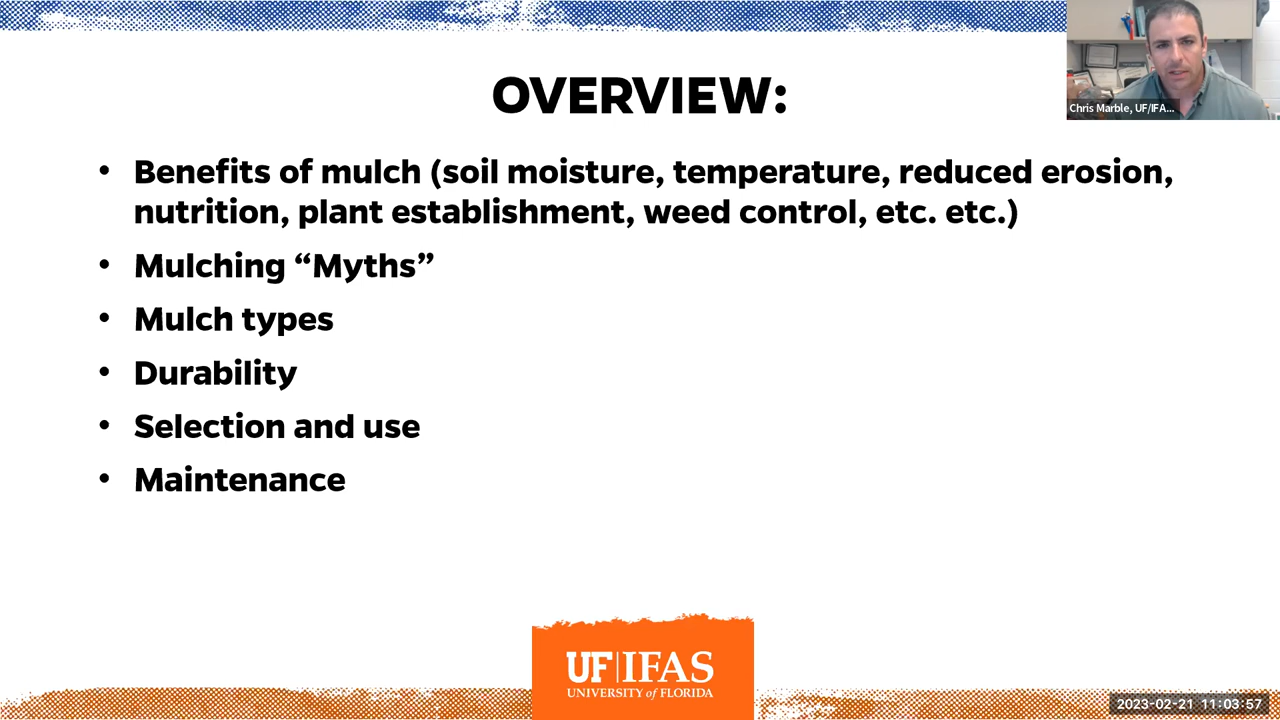 OVERVIEW:
Chris Marble, UF/IFA...
• Benefits of mulch (soil moisture, temperature, reduced erosion,
nutrition, plant establishment, weed control, etc. etc.)
• Mulching “Myths”
• Mulch types
• Durability
• Selection and use
• Maintenance
UF|IFAS
UNIVERSITY of FLORIDA
2023-02-21 11:03:57